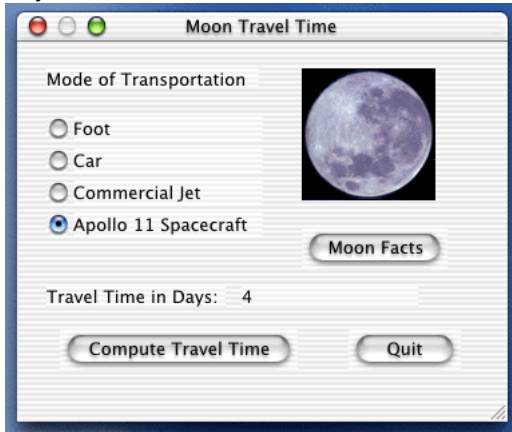 Moon Travel Time
Mode of Transportation
Foot
Car
Commercial Jet
Apollo 11 Spacecraft
Moon Facts
Travel Time in Days: 4
Compute Travel Time
Quit